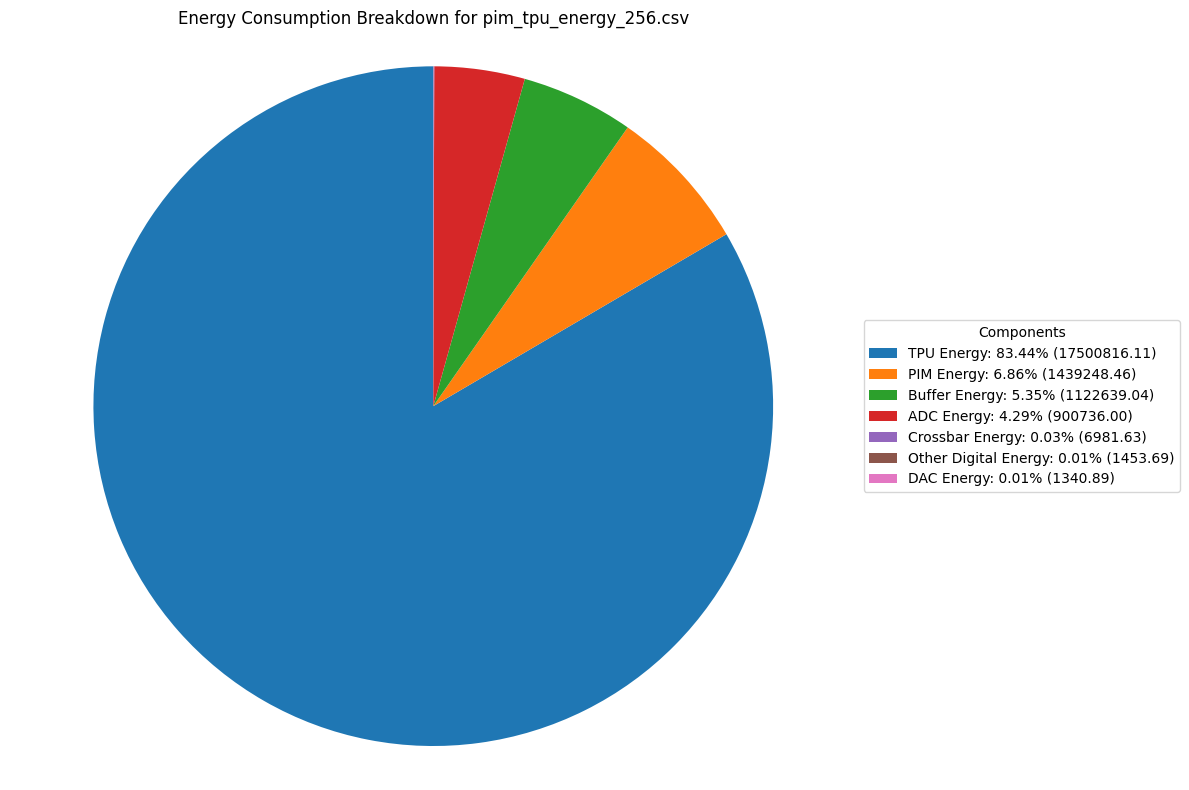 Energy Consumption Breakdown for pim_tpu_energy_256.csv
Components
TPU Energy: 83.44% (17500816.11)
PIM Energy: 6.86% (1439248.46)
Buffer Energy: 5.35% (1122639.04)
ADC Energy: 4.29% (900736.00)
Crossbar Energy: 0.03% (6981.63)
Other Digital Energy: 0.01% (1453.69)
DAC Energy: 0.01% (1340.89)